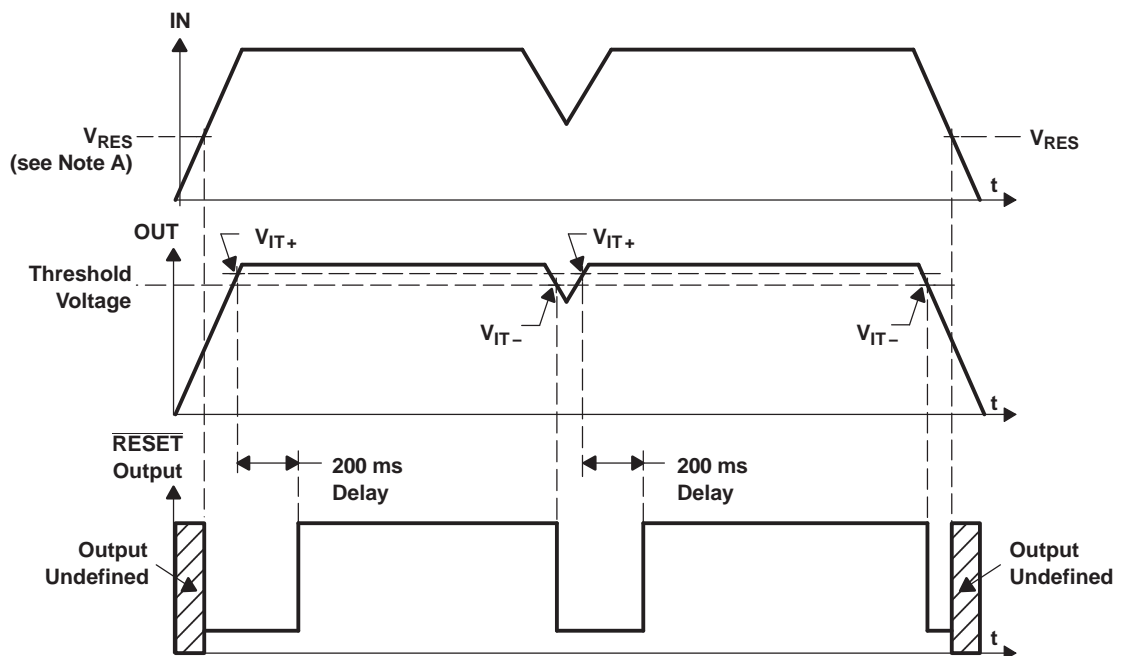 IN
VRES
(see Note A)
VRES
t
OUT
VIT+
VIT+
Threshold
Voltage
VIT−
VIT−
t
RESET
Output
200 ms
Delay
200 ms
Delay
Output
Undefined
Output
Undefined
t